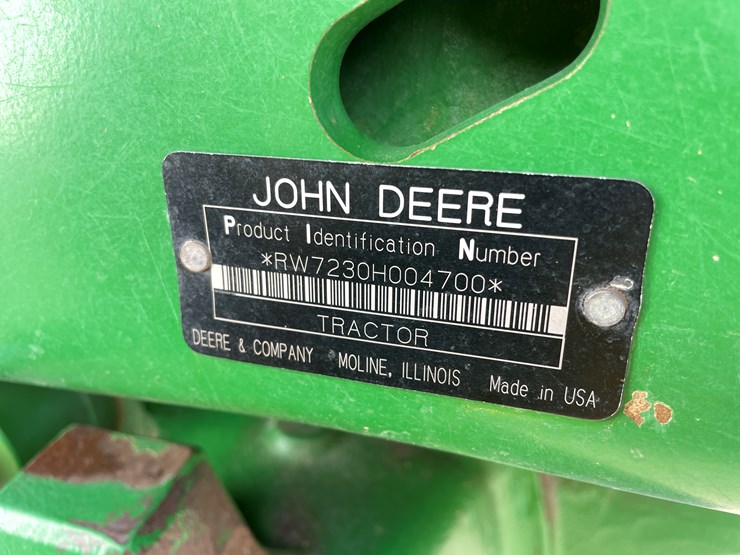 JOHN DEERE
Product Identification Number
*RW7230H004700*
TRACTOR
DEERE & COMPANY MOLINE, ILLINOIS Made in USA